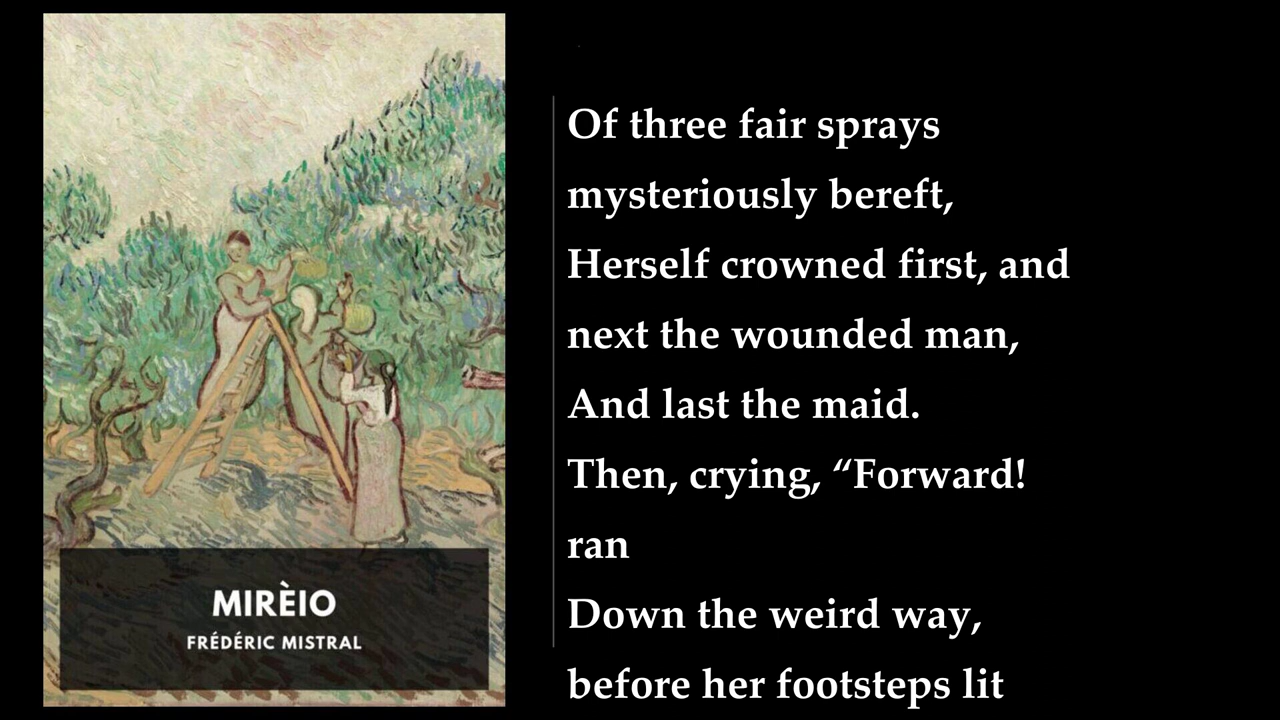 MIRÈIO
FRÉDÉRIC MISTRAL
Of three fair sprays
mysteriously bereft,
Herself crowned first, and
next the wounded man,
And last the maid.
Then, crying, “Forward!
ran
Down the weird way,
before her footsteps lit